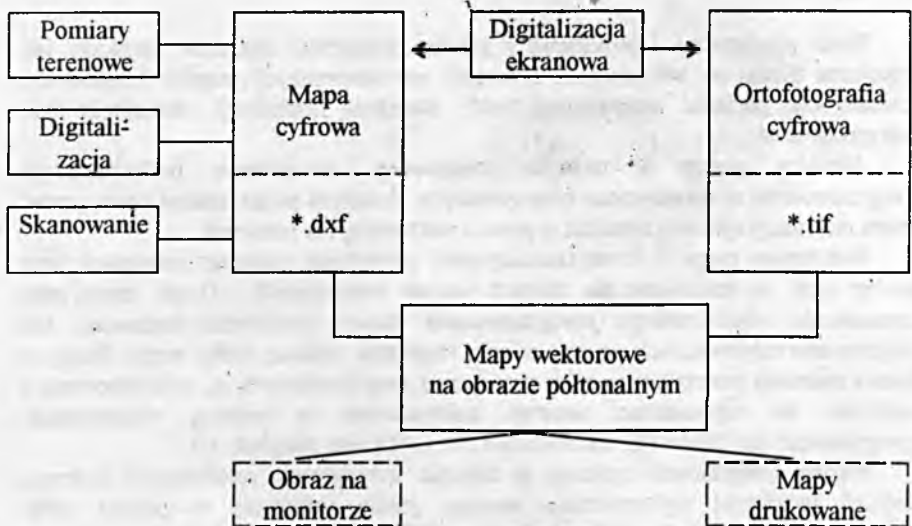 Pomiary
terenowe
Digitali-
zacja
Skanowanie
Mapa
cyfrowa
*.dxf
Digitalizacja
ekranowa
Ortofotografia
cyfrowa
*.tif
Mapy wektorowe
na obrazie półtonalnym
Obraz na
monitorze
Mapy
drukowane